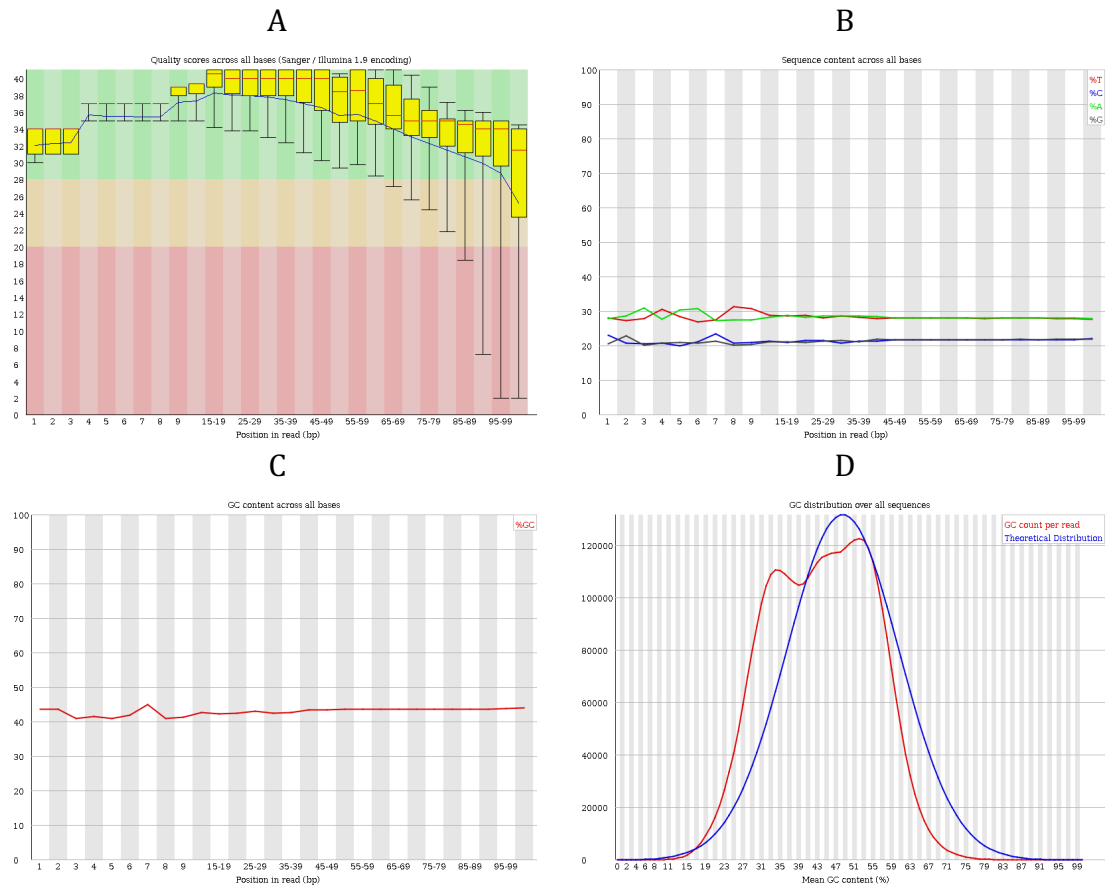 A
Quality scores across all bases (Sanger / Illumina 1.9 encoding)
40
38
36
34
32
30
28
26
24
22
20
18
16
14
12
10
8
6
4
2
0
1 2 3 4 5 6 7 8 9 15-19 25-29 35-39 45-49 55-59 65-69 75-79 85-89 95-99
Position in read (bp)
B
Sequence content across all bases
100
90
80
70
60
50
40
30
20
10
0
%T
%C
%A
%G
1 2 3 4 5 6 7 8 9 15-19 25-29 35-39 45-49 55-59 65-69 75-79 85-89 95-99
Position in read (bp)
C
GC content across all bases
100
90
80
70
60
50
40
30
20
10
0
%GC
1 2 3 4 5 6 7 8 9 15-19 25-29 35-39 45-49 55-59 65-69 75-79 85-89 95-99
Position in read (bp)
D
GC distribution over all sequences
120000
100000
80000
60000
40000
20000
0
GC count per read
Theoretical Distribution
0 2 4 6 8 11 15 19 23 27 31 35 39 43 47 51 55 59 63 67 71 75 79 83 87 91 95 99
Mean GC content (%)